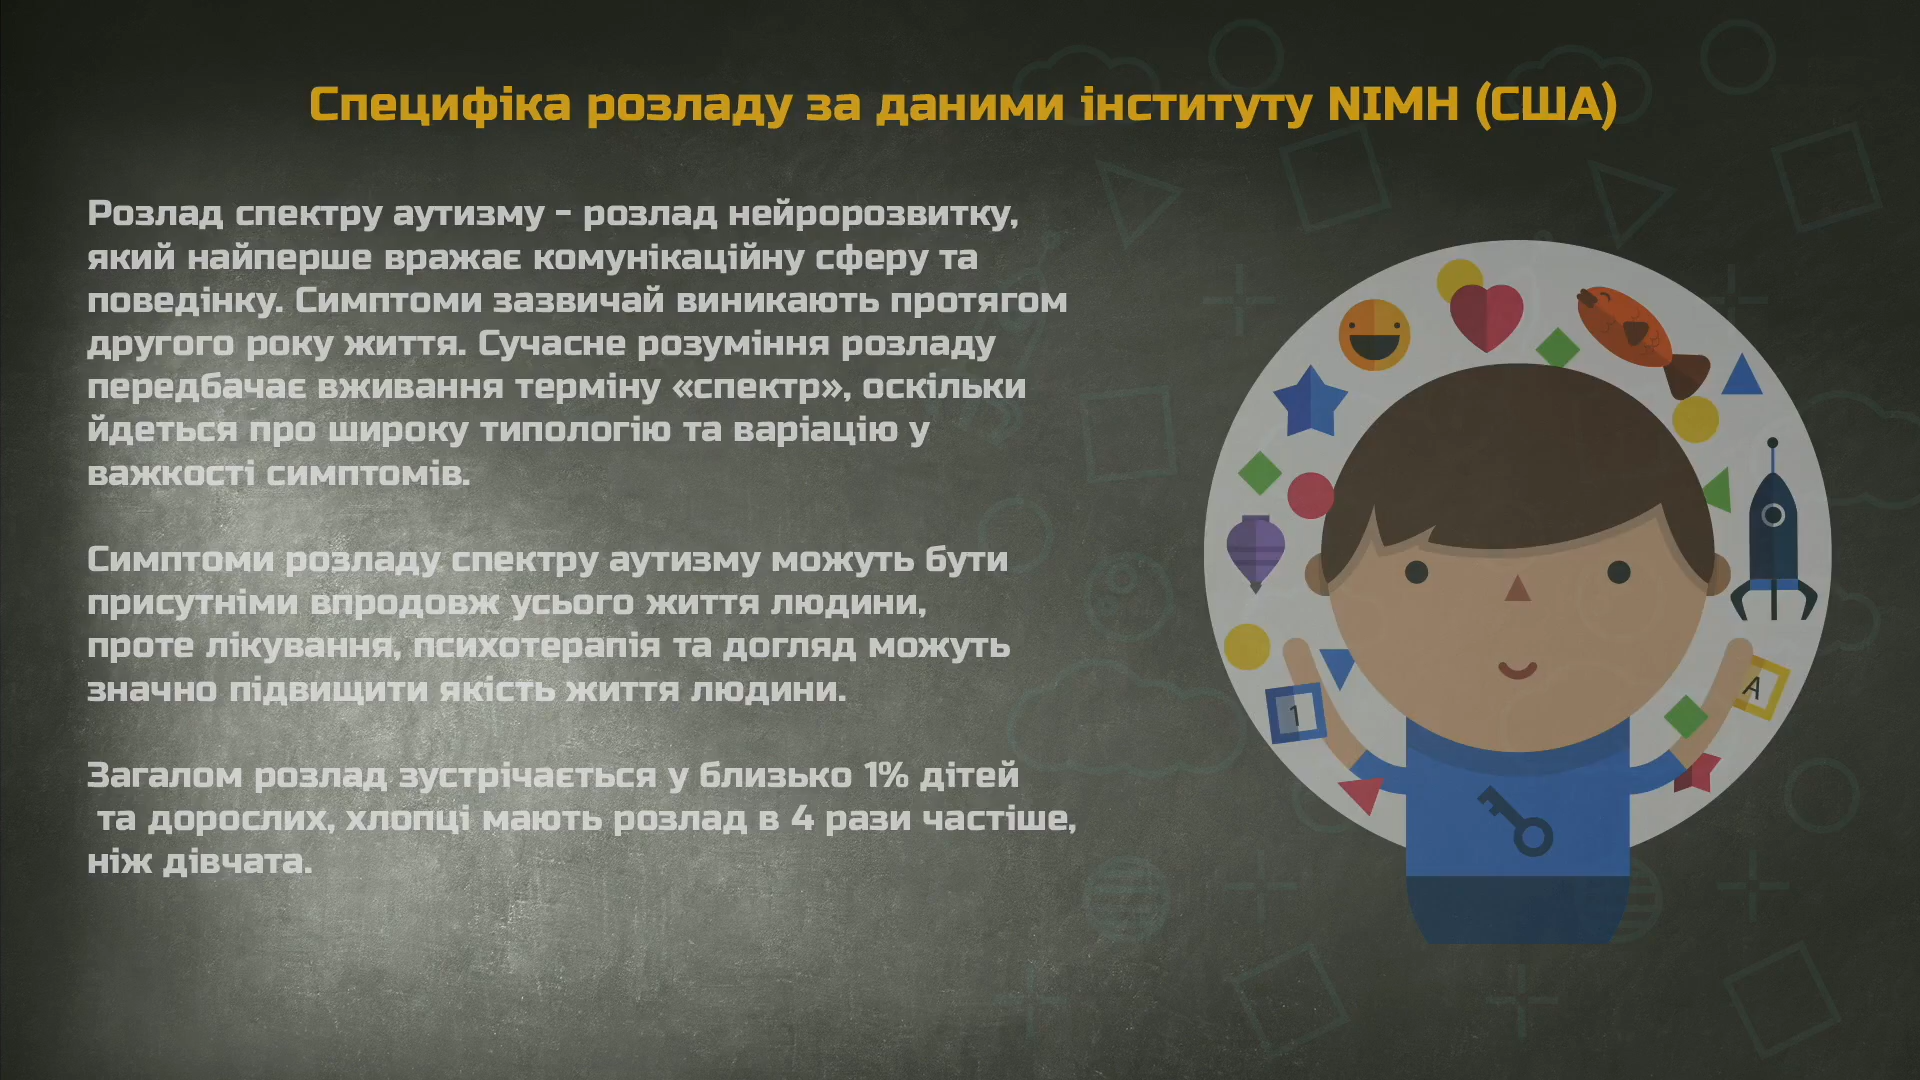 Специфіка розладу за даними інституту NIMH (США)
Розлад спектру аутизму - розлад нейророзвитку,
який найперше вражає комунікаційну сферу та
поведінку. Симптоми зазвичай виникають протягом
другого року життя. Сучасне розуміння розладу
передбачає вживання терміну «спектр», оскільки
йдеться про широку типологію та варіацію у
важкості симптомів.
Симптоми розладу спектру аутизму можуть бути
присутніми впродовж усього життя людини,
проте лікування, психотерапія та догляд можуть
значно підвищити якість життя людини.
Загалом розлад зустрічається у близько 1% дітей
та дорослих, хлопці мають розлад в 4 рази частіше,
ніж дівчата.
1
A